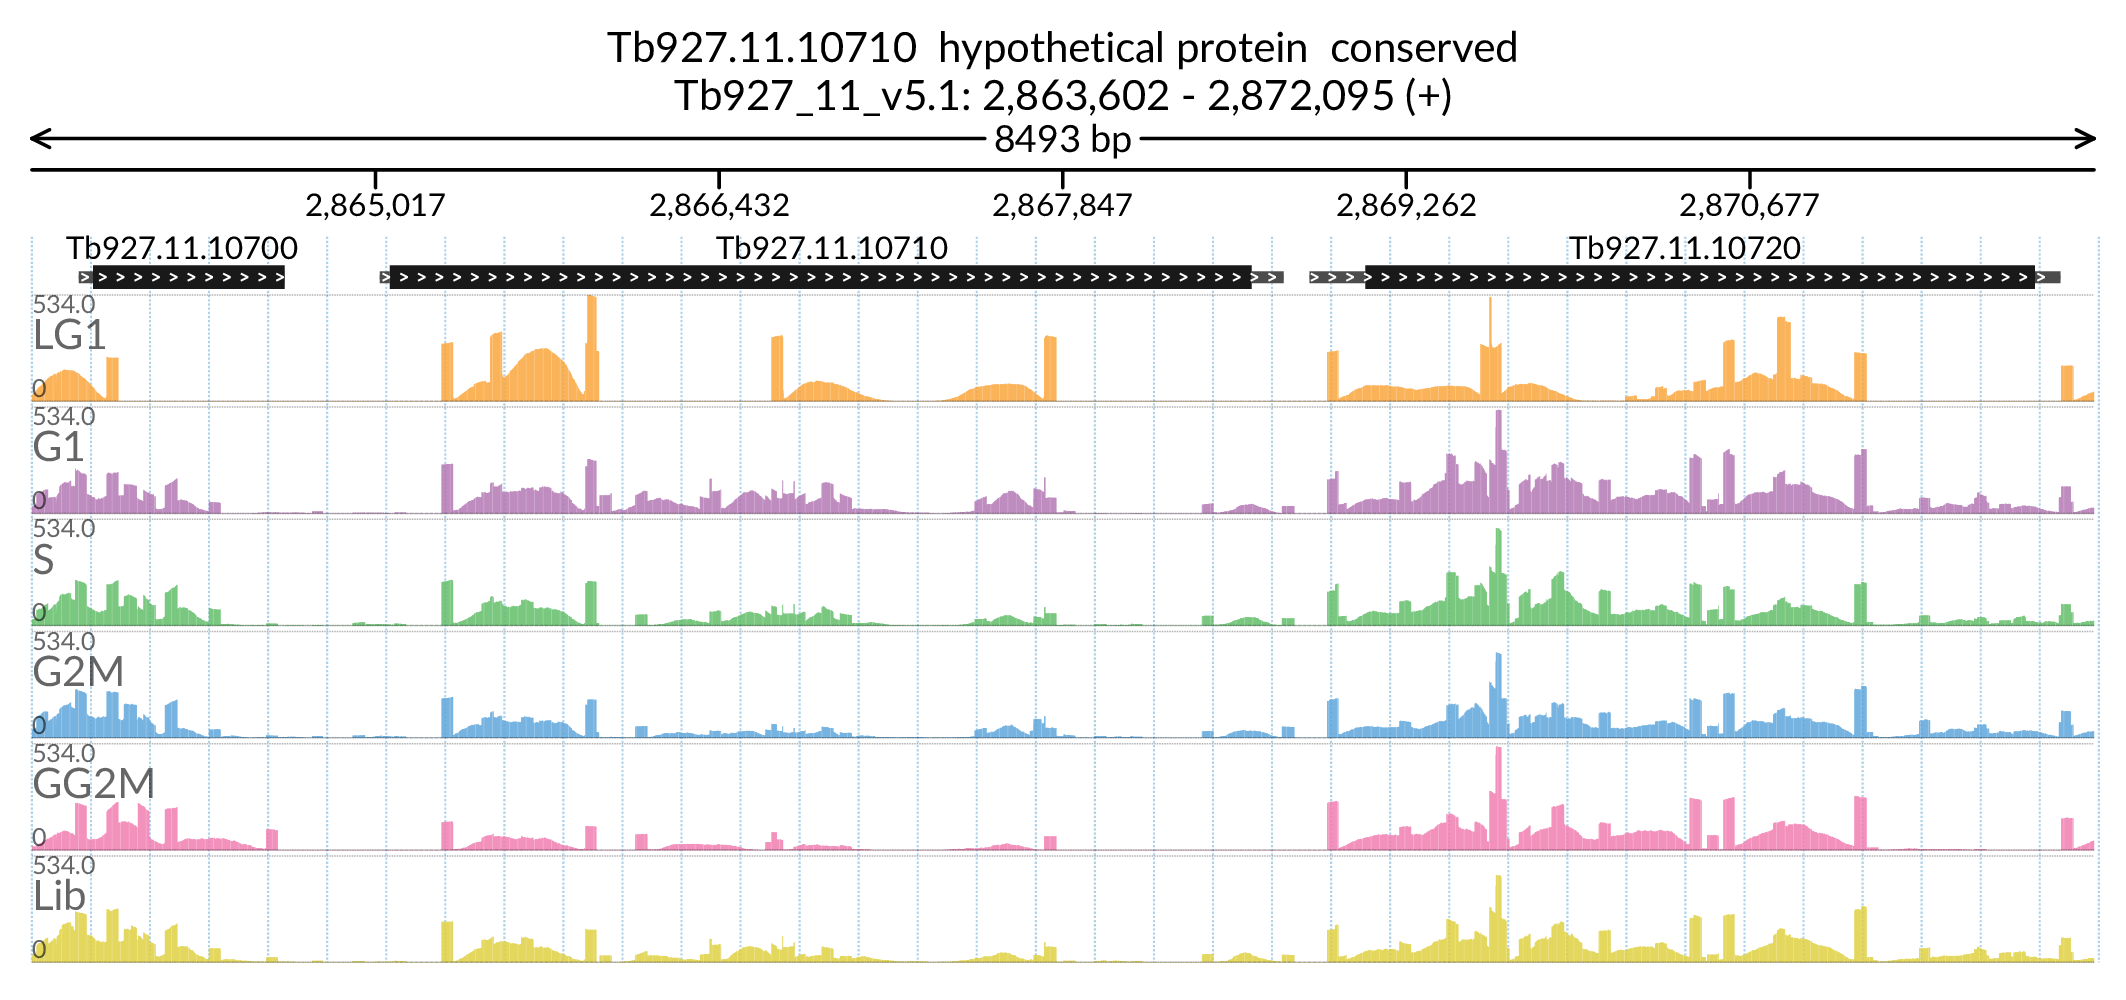 Tb927.11.10710 hypothetical protein conserved
Tb927_11_v5.1: 2,863,602 - 2,872,095 (+)
8493 bp
2,865,017 2,866,432 2,867,847 2,869,262 2,870,677
Tb927.11.10700 Tb927.11.10710 Tb927.11.10720
534.0
LG1
0
534.0
G1
0
534.0
S
0
534.0
G2M
0
534.0
GG2M
0
534.0
Lib
0